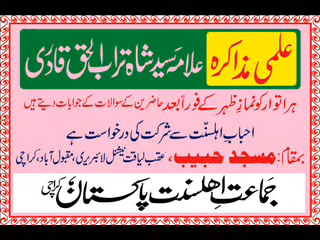 علمی مذاکرہ علامہ سید شاہ تراب الحق قادری
ہر اتوار کو نماز ظہر کے فوراً بعد حاضرین کے سوالات کے جوابات دیتے ہیں
احباب اہلسنت سے شرکت کی درخواست ہے
بمقام: مسجد حبیب، عقب لیاقت نیشنل لائبریری مقبول آباد، کراچی
جماعت اہلسنت پاکستان کراچی